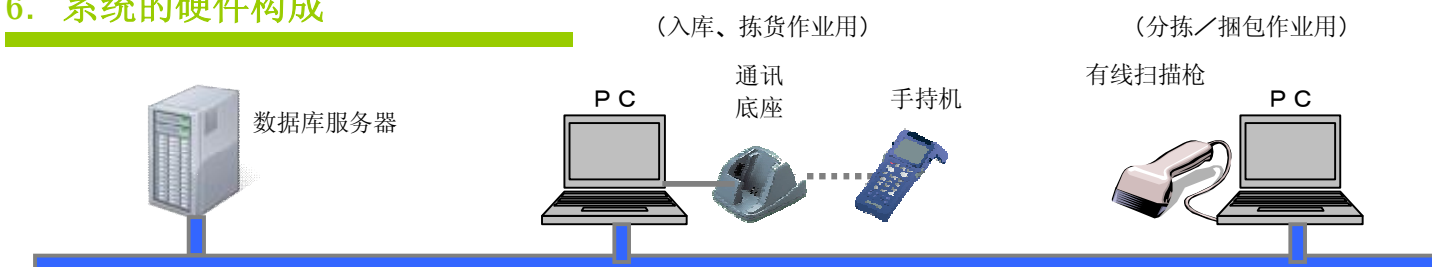 6. 系统的硬件构成
（入库、拣货作业用）
（分拣／捆包作业用）
数据库服务器
ＰＣ
通讯
底座
手持机
有线扫描枪
ＰＣ